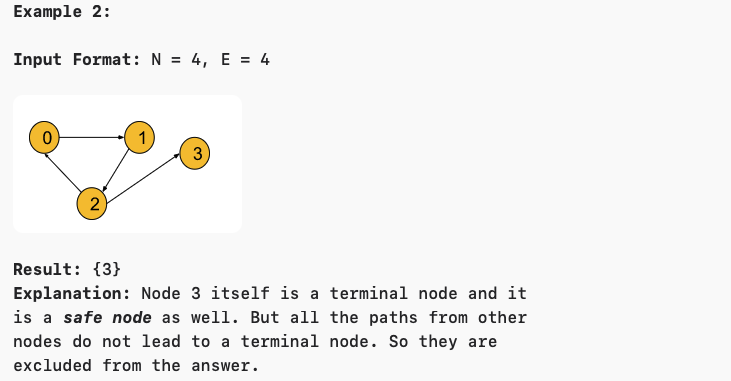 Example 2:
Input Format: N = 4, E = 4
0 1
3
2
Result: {3}
Explanation: Node 3 itself is a terminal node and it
is a safe node as well. But all the paths from other
nodes do not lead to a terminal node. So they are
excluded from the answer.